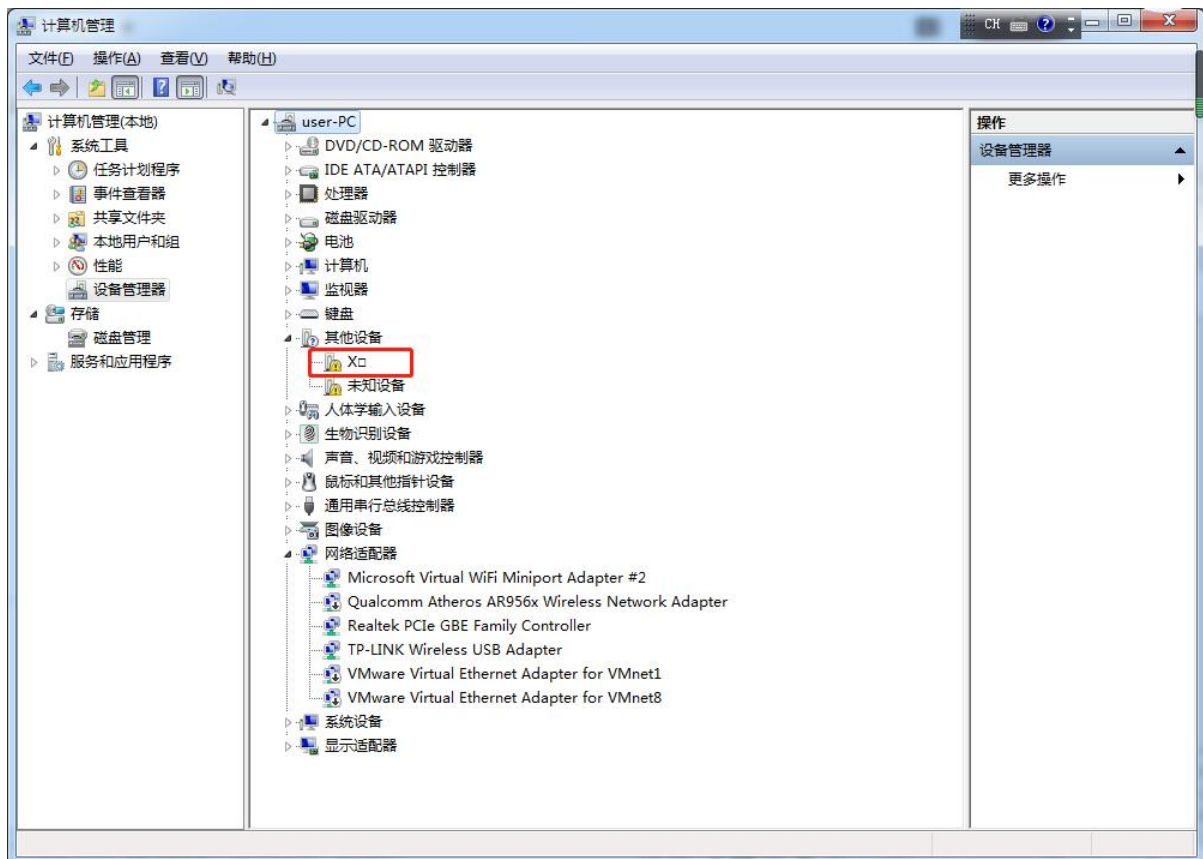 计算机管理
CH
文件(F) 操作(A) 查看(V) 帮助(H)
计算机管理(本地)
系统工具
任务计划程序
事件查看器
共享文件夹
本地用户和组
性能
设备管理器
存储
磁盘管理
服务和应用程序
user-PC
DVD/CD-ROM 驱动器
IDE ATA/ATAPI 控制器
处理器
磁盘驱动器
电池
计算机
监视器
键盘
其他设备
X□
未知设备
人体学输入设备
生物识别设备
声音、视频和游戏控制器
鼠标和其他指针设备
通用串行总线控制器
图像设备
网络适配器
Microsoft Virtual WiFi Miniport Adapter #2
Qualcomm Atheros AR956x Wireless Network Adapter
Realtek PCIe GBE Family Controller
TP-LINK Wireless USB Adapter
VMware Virtual Ethernet Adapter for VMnet1
VMware Virtual Ethernet Adapter for VMnet8
系统设备
显示适配器
操作
设备管理器
更多操作